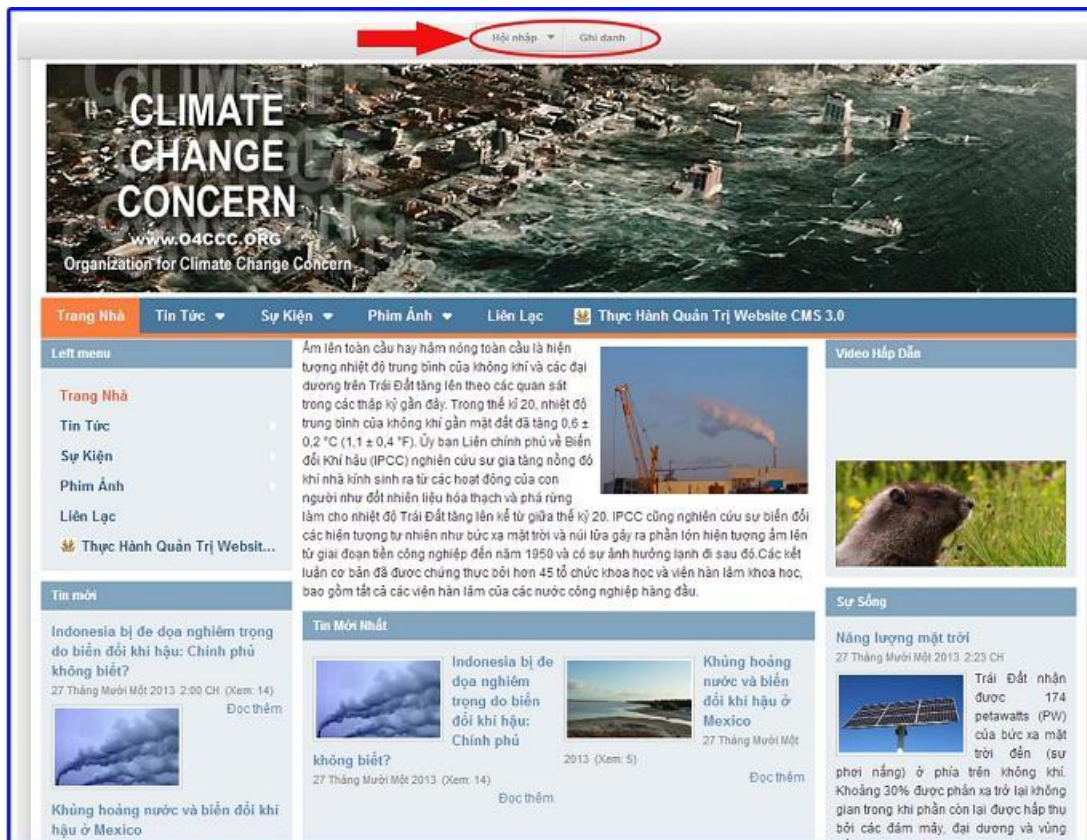 Hội nhập Ghi danh
CLIMATE
CHANGE
CONCERN
www.O4CCC.ORG
Organization for Climate Change Concern
Trang Nhà Tin Tức Sự Kiện Phim Ảnh Liên Lạc Thực Hành Quản Trị Website CMS 3.0
Left menu
Trang Nhà
Tin Tức
Sự Kiện
Phim Ảnh
Liên Lạc
Thực Hành Quản Trị Websit...
Tin mới
Indonesia bị đe dọa nghiêm trọng
do biến đổi khí hậu: Chính phủ
không biết?
27 Tháng Mười Một 2013 2:00 CH (Xem: 14)
Đọc thêm
Khủng hoảng nước và biến đổi khí
hậu ở Mexico
Ấm lên toàn cầu hay hâm nóng toàn cầu là hiện
tượng nhiệt độ trung bình của không khí và các đại
dương trên Trái Đất tăng lên theo các quan sát
trong các thập kỷ gần đây. Trong thế kỉ 20, nhiệt độ
trung bình của không khí gần mặt đất đã tăng 0,6 ±
0,2 °C (1,1 ± 0,4 °F). Ủy ban Liên chính phủ về Biến
đổi Khí hậu (IPCC) nghiên cứu sự gia tăng nồng độ
khí nhà kính sinh ra từ các hoạt động của con
người như đốt nhiên liệu hóa thạch và phá rừng
làm cho nhiệt độ Trái Đất tăng lên kể từ giữa thế kỷ 20. IPCC cũng nghiên cứu sự biến đổi
các hiện tượng tự nhiên như bức xạ mặt trời và núi lửa gây ra phần lớn hiện tượng ấm lên
từ giai đoạn tiền công nghiệp đến năm 1950 và có sự ảnh hưởng lạnh đi sau đó.Các kết
luận cơ bản đã được chứng thực bởi hơn 45 tổ chức khoa học và viện hàn lâm khoa học,
bao gồm tất cả các viện hàn lâm của các nước công nghiệp hàng đầu.
Tin Mới Nhất
Indonesia bị đe
dọa nghiêm
trọng do biến
đổi khí hậu:
Chính phủ
không biết?
27 Tháng Mười Một 2013 (Xem: 14)
Đọc thêm
Khủng hoảng
nước và biến
đổi khí hậu ở
Mexico
27 Tháng Mười Một
2013 (Xem: 5)
Đọc thêm
Video Hấp Dẫn
Sự Sống
Năng lượng mặt trời
27 Tháng Mười Một 2013 2:23 CH
Trái Đất nhận
được 174
petawatts (PW)
của bức xạ mặt
trời đến (sự
phơi nắng) ở phía trên không khí.
Khoảng 30% được phản xạ trở lại không
gian trong khi phần còn lại được hấp thụ
bởi các đám mây, đại dương và vùng